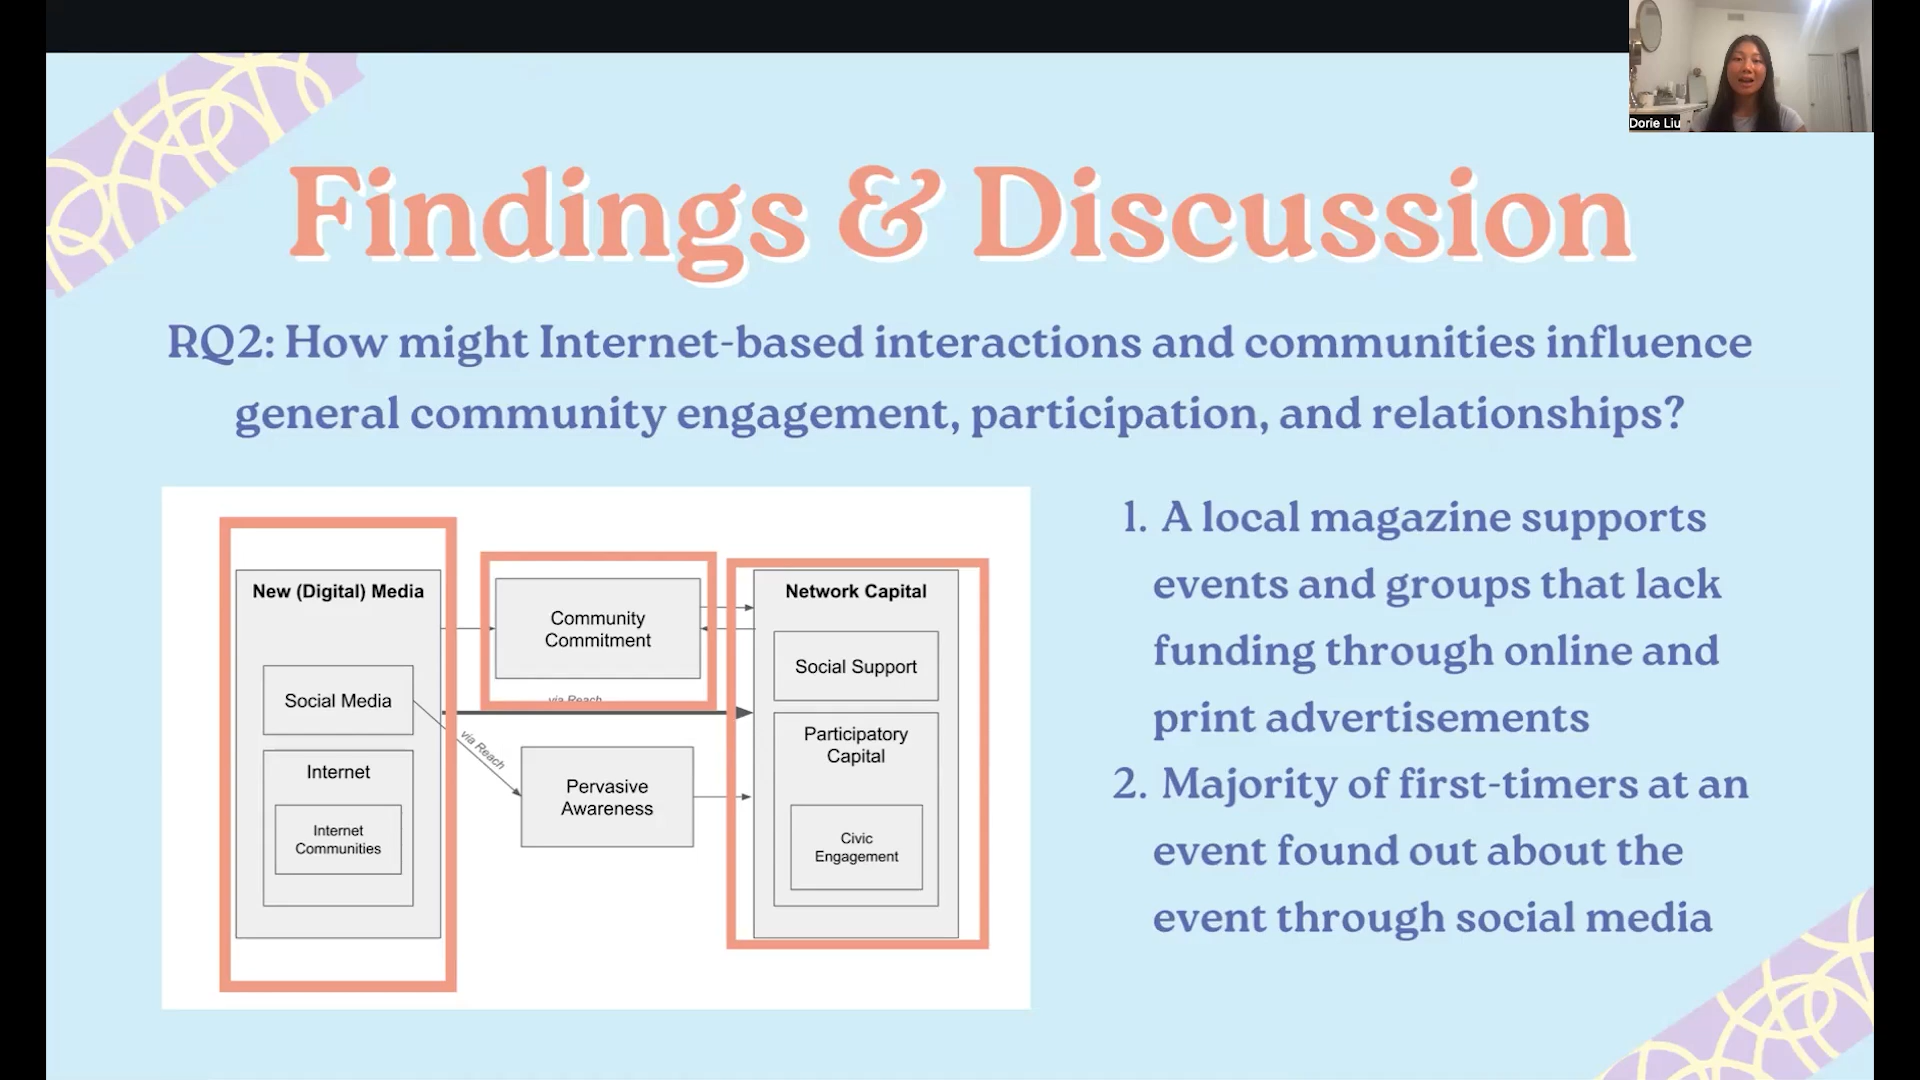 Dorie Liu
Findings & Discussion
RQ2: How might Internet-based interactions and communities influence
general community engagement, participation, and relationships?
New (Digital) Media
Social Media
Internet
Internet
Communities
Community
Commitment
via Reach
via Reach
Pervasive
Awareness
Network Capital
Social Support
Participatory
Capital
Civic
Engagement
1. A local magazine supports
events and groups that lack
funding through online and
print advertisements
2. Majority of first-timers at an
event found out about the
event through social media